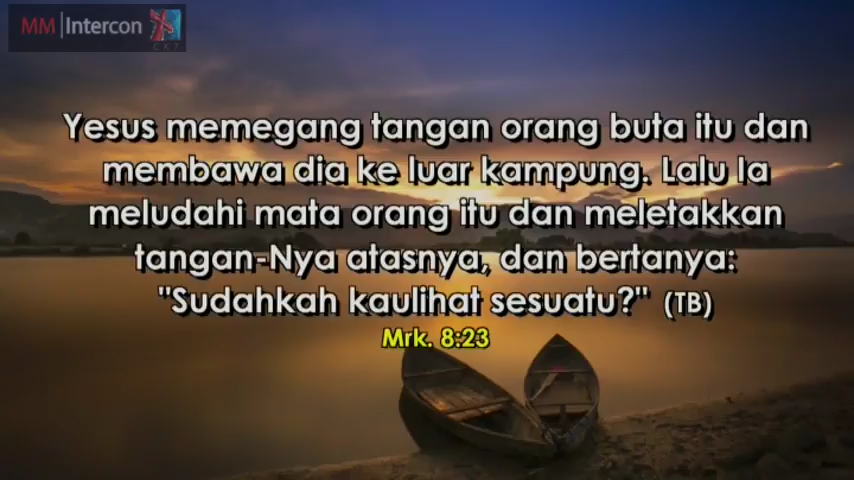 MM|Intercon
CK7
Yesus memegang tangan orang buta itu dan
membawa dia ke luar kampung. Lalu Ia
meludahi mata orang itu dan meletakkan
tangan-Nya atasnya, dan bertanya:
"Sudahkah kaulihat sesuatu?" (TB)
Mrk. 8:23